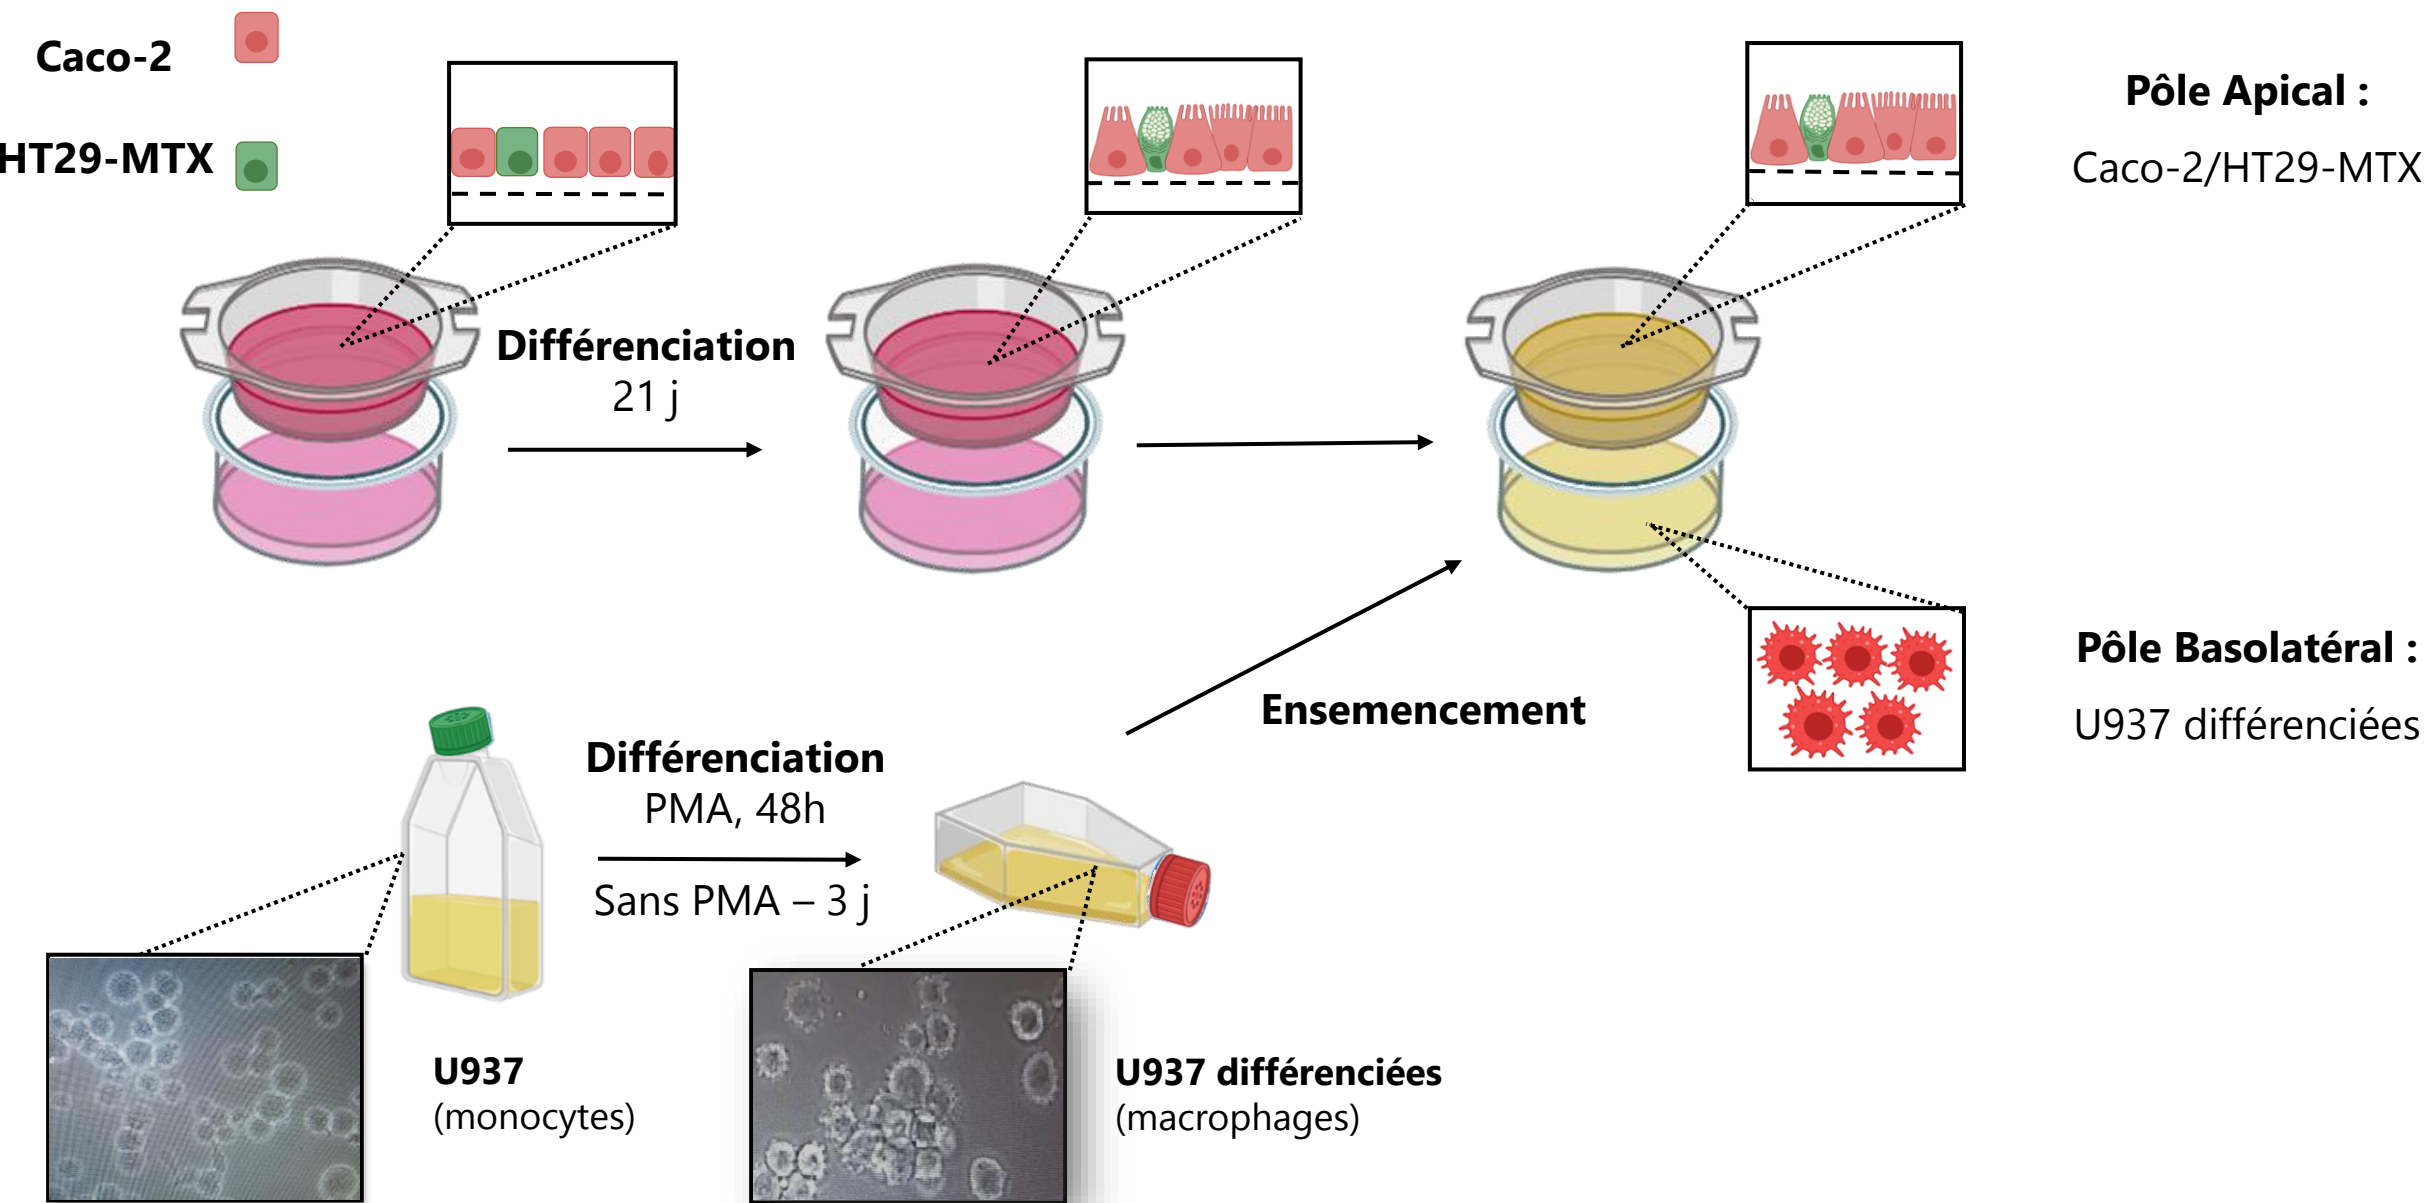 Caco-2
HT29-MTX
Différenciation
21 j
Pôle Apical :
Caco-2/HT29-MTX
Pôle Basolatéral :
U937 différenciées
Ensemencement
Différenciation
PMA, 48h
Sans PMA – 3 j
U937
(monocytes)
U937 différenciées
(macrophages)